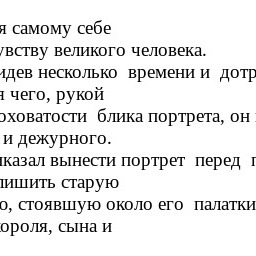 я самому себе
увству великого человека.
идев несколько времени и дотр
я чего, рукой
оховатости блика портрета, он
и дежурного.
иказал вынести портрет перед
лишить старую
ю, стоявшую около его палатки
короля, сына и